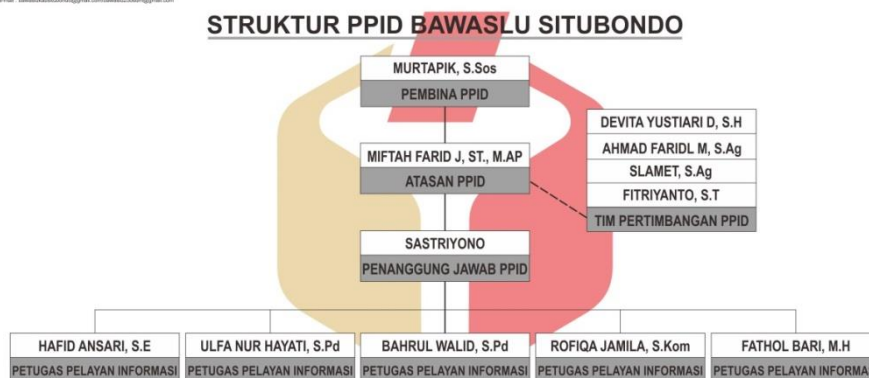 STRUKTUR PPID BAWASLU SITUBONDO
MURTAPIK, S.Sos
PEMBINA PPID
MIFTAH FARID J, ST., M.AP
ATASAN PPID
DEVITA YUSTIARI D, S.H
AHMAD FARIDL M, S.Ag
SLAMET, S.Ag
FITRIYANTO, S.T
TIM PERTIMBANGAN PPID
SASTRIYONO
PENANGGUNG JAWAB PPID
HAFID ANSARI, S.E
PETUGAS PELAYAN INFORMASI
ULFA NUR HAYATI, S.Pd
PETUGAS PELAYAN INFORMASI
BAHRUL WALID, S.Pd
PETUGAS PELAYAN INFORMASI
ROFIQA JAMILA, S.Kom
PETUGAS PELAYAN INFORMASI
FATHOL BARI, M.H
PETUGAS PELAYAN INFORMA